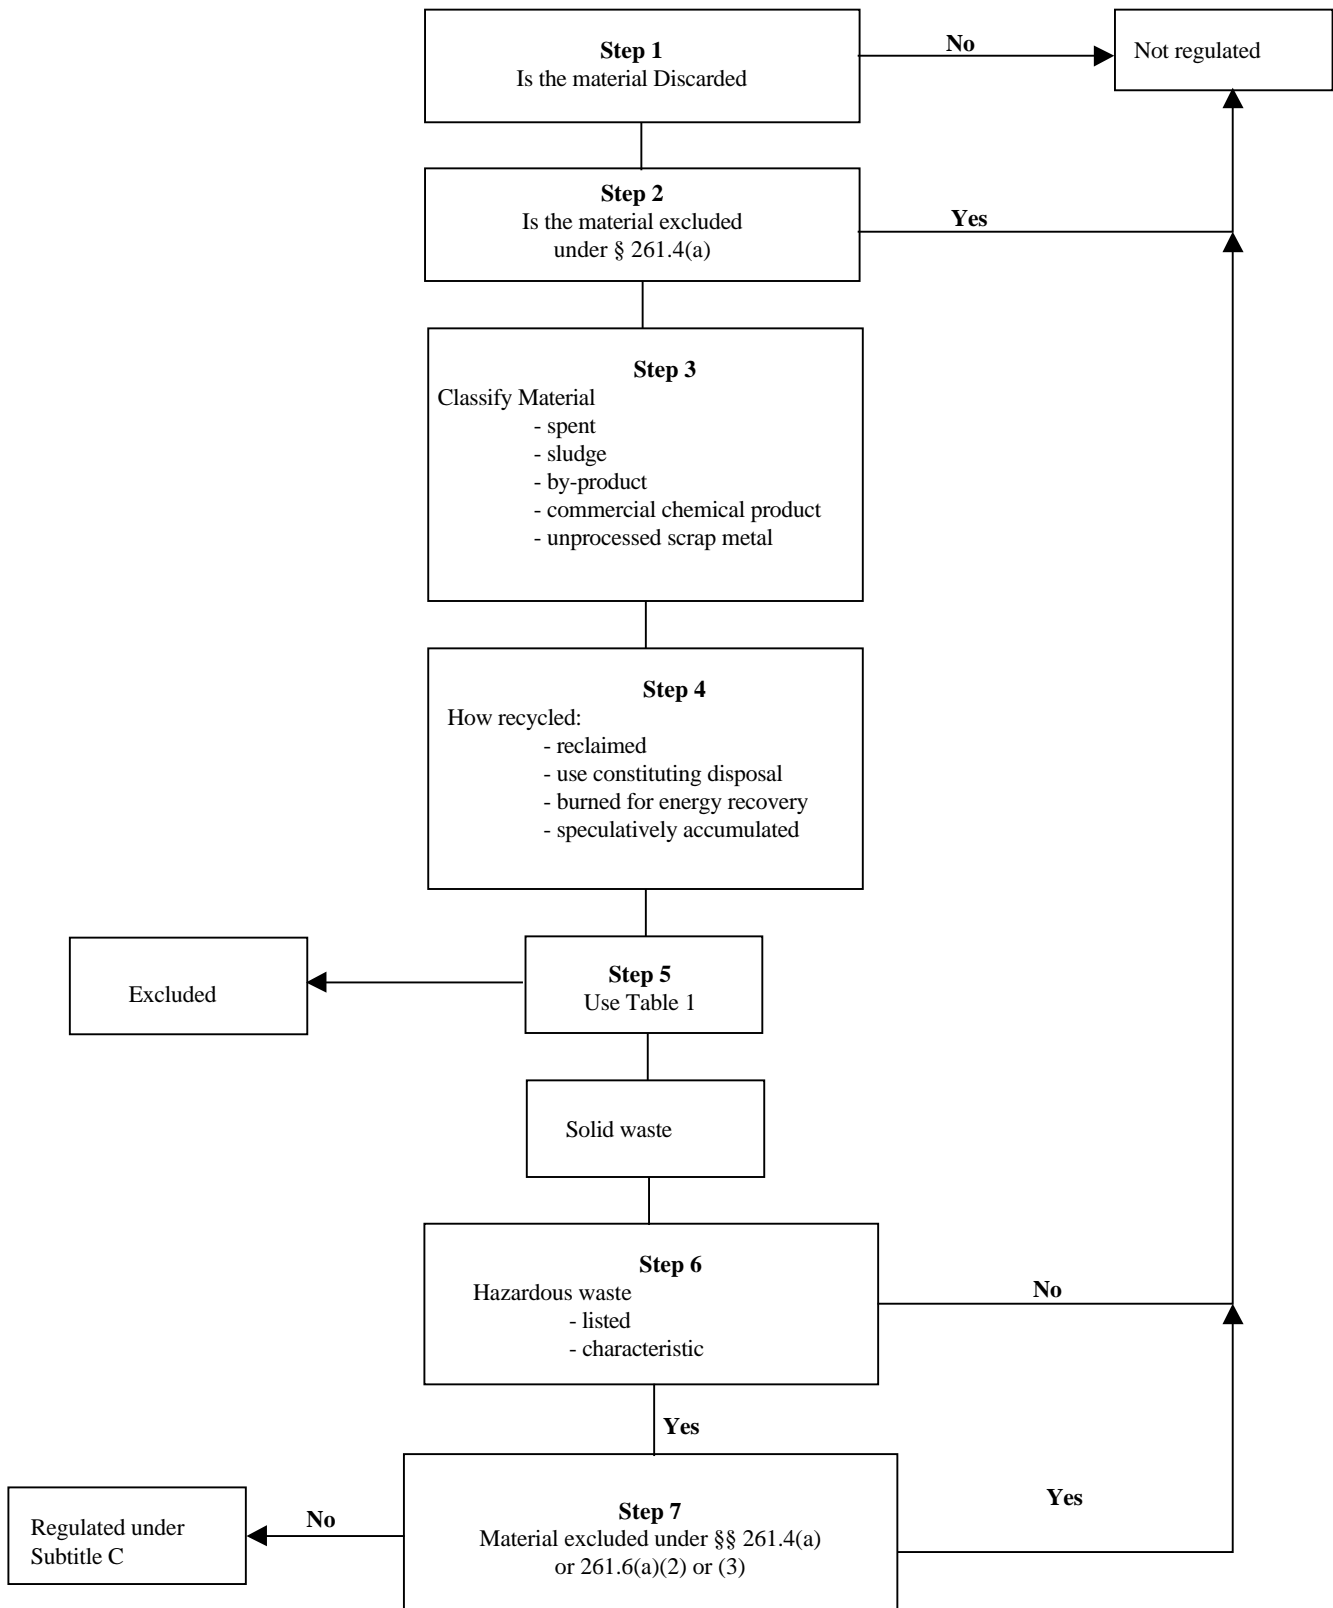 Step 1
Is the material Discarded
No
Not regulated
Step 2
Is the material excluded
under § 261.4(a)
Yes
Step 3
Classify Material
- spent
- sludge
- by-product
- commercial chemical product
- unprocessed scrap metal
Step 4
How recycled:
- reclaimed
- use constituting disposal
- burned for energy recovery
- speculatively accumulated
Step 5
Use Table 1
Excluded
Solid waste
Step 6
Hazardous waste
- listed
- characteristic
No
Yes
Step 7
Material excluded under §§ 261.4(a)
or 261.6(a)(2) or (3)
Yes
No
Regulated under
Subtitle C